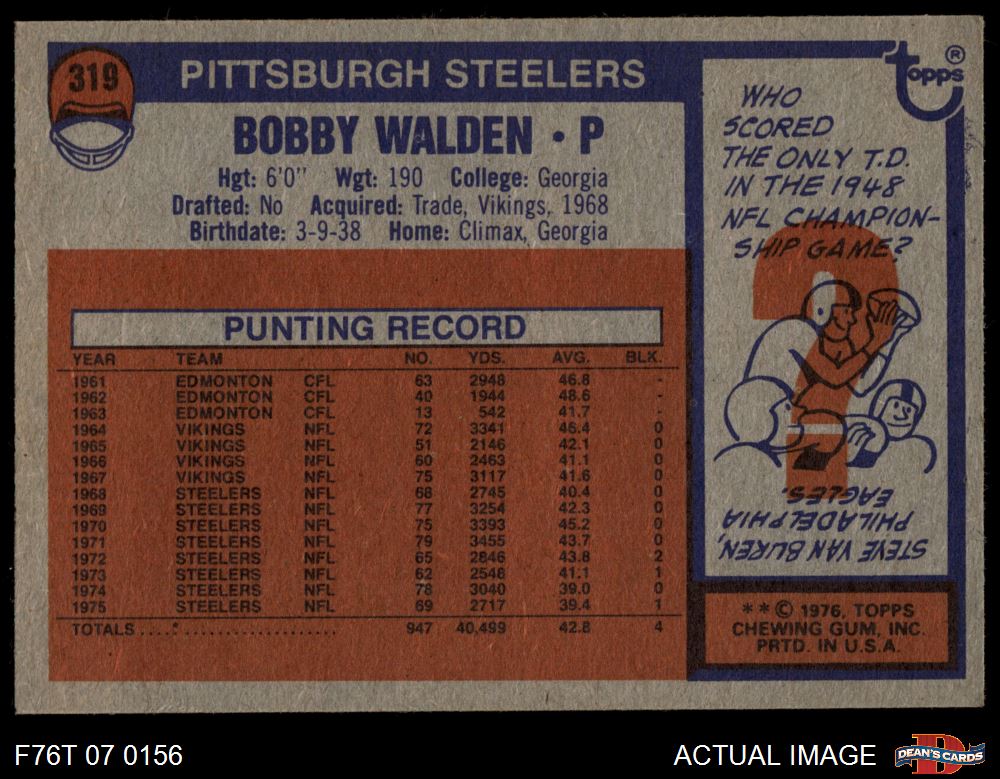 319
PITTSBURGH STEELERS
BOBBY WALDEN • P
Hgt: 6'0" Wgt: 190 College: Georgia
Drafted: No Acquired: Trade, Vikings, 1968
Birthdate: 3-9-38 Home: Climax, Georgia
PUNTING RECORD
YEAR TEAM NO. YDS. AVG. BLK.
1961 EDMONTON CFL 63 2948 46.8 -
1962 EDMONTON CFL 40 1944 48.6 -
1963 EDMONTON CFL 13 542 41.7 -
1964 VIKINGS NFL 72 3341 46.4 0
1965 VIKINGS NFL 51 2146 42.1 0
1966 VIKINGS NFL 60 2463 41.1 0
1967 VIKINGS NFL 75 3117 41.6 0
1968 STEELERS NFL 68 2745 40.4 0
1969 STEELERS NFL 77 3254 42.3 0
1970 STEELERS NFL 75 3393 45.2 0
1971 STEELERS NFL 79 3455 43.7 0
1972 STEELERS NFL 65 2846 43.8 2
1973 STEELERS NFL 62 2548 41.1 1
1974 STEELERS NFL 78 3040 39.0 0
1975 STEELERS NFL 69 2717 39.4 1
TOTALS....*.................... 947 40,499 42.8 4
topps®
WHO
SCORED
THE ONLY T.D.
IN THE 1948
NFL CHAMPION-
SHIP GAME?
?
STEVE VAN BUREN,
PHILADELPHIA
EAGLES.
* * © 1976, TOPPS
CHEWING GUM, INC.
PRTD. IN U.S.A.
F76T 07 0156
ACTUAL IMAGE
D
DEAN'S CARDS